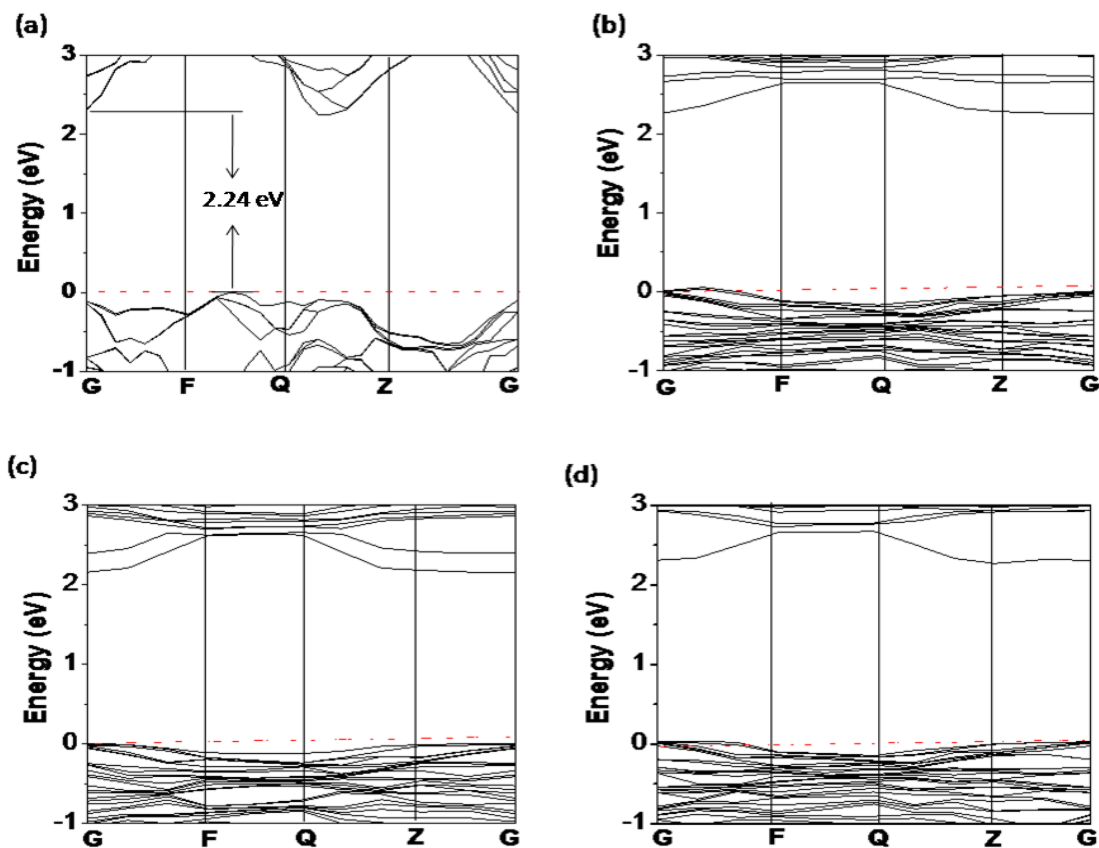 (a)
3
2
1
0
-1
Energy (eV)
2.24 eV
G F Q Z G
(b)
3
2
1
0
-1
Energy (eV)
G F Q Z G
(c)
3
2
1
0
-1
Energy (eV)
G F Q Z G
(d)
3
2
1
0
-1
Energy (eV)
G F Q Z G